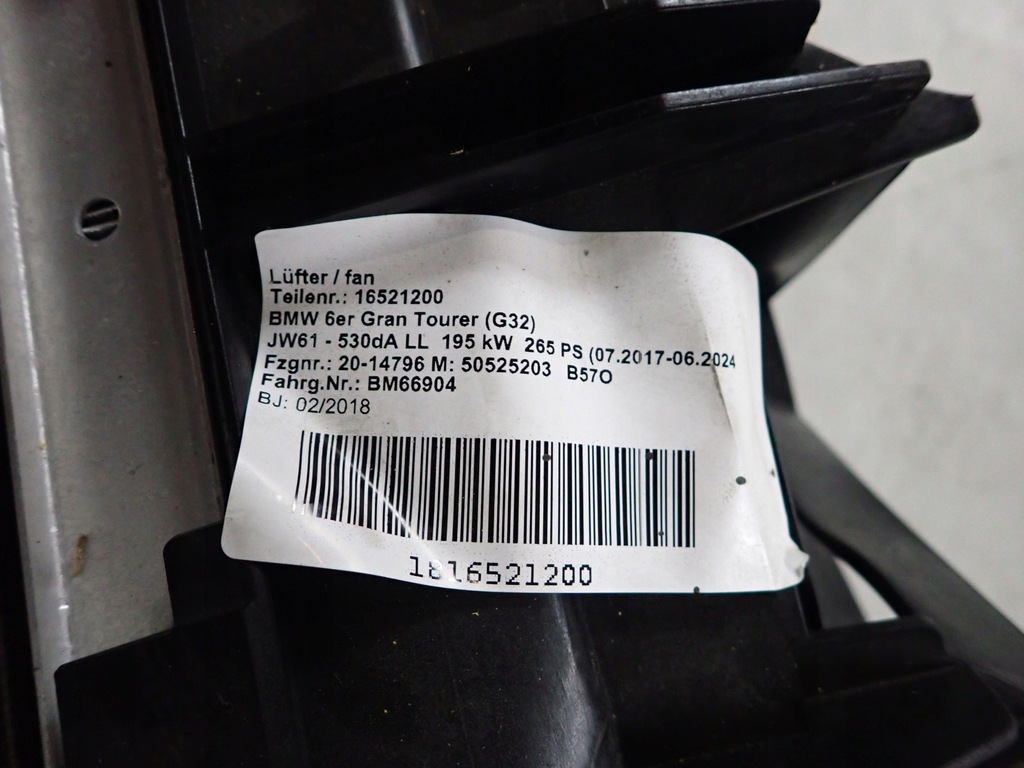 Lüfter / fan
Teilenr.: 16521200
BMW 6er Gran Tourer (G32)
JW61 - 530dA LL 195 kW 265 PS (07.2017-06.2024
Fzgnr.: 20-14796 M: 50525203 B57O
Fahrg.Nr.: BM66904
BJ: 02/2018
1816521200